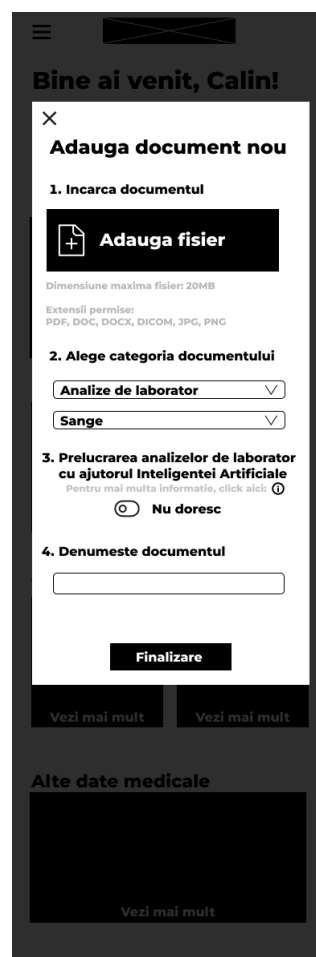 Bine ai venit, Calin!
Adauga document nou
1. Incarca documentul
Adauga fisier
Dimensiune maxima fisier: 20MB
Extensii permise:
PDF, DOC, DOCX, DICOM, JPG, PNG
2. Alege categoria documentului
Analize de laborator
Sange
3. Prelucrarea analizelor de laborator
cu ajutorul Inteligentei Artificiale
Pentru mai multa informatie, click aici:
Nu doresc
4. Denumeste documentul
Finalizare
Vezi mai mult Vezi mai mult
Alte date medicale
Vezi mai mult